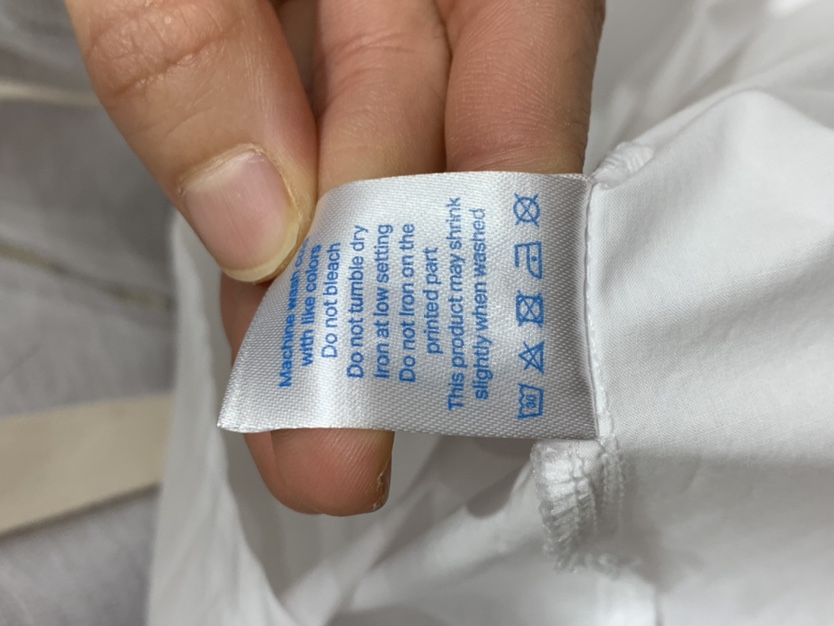 Machine wash
with like colors
Do not bleach
Do not tumble dry
Iron at low setting
Do not Iron on the
printed part
This product may shrink
slightly when washed
30